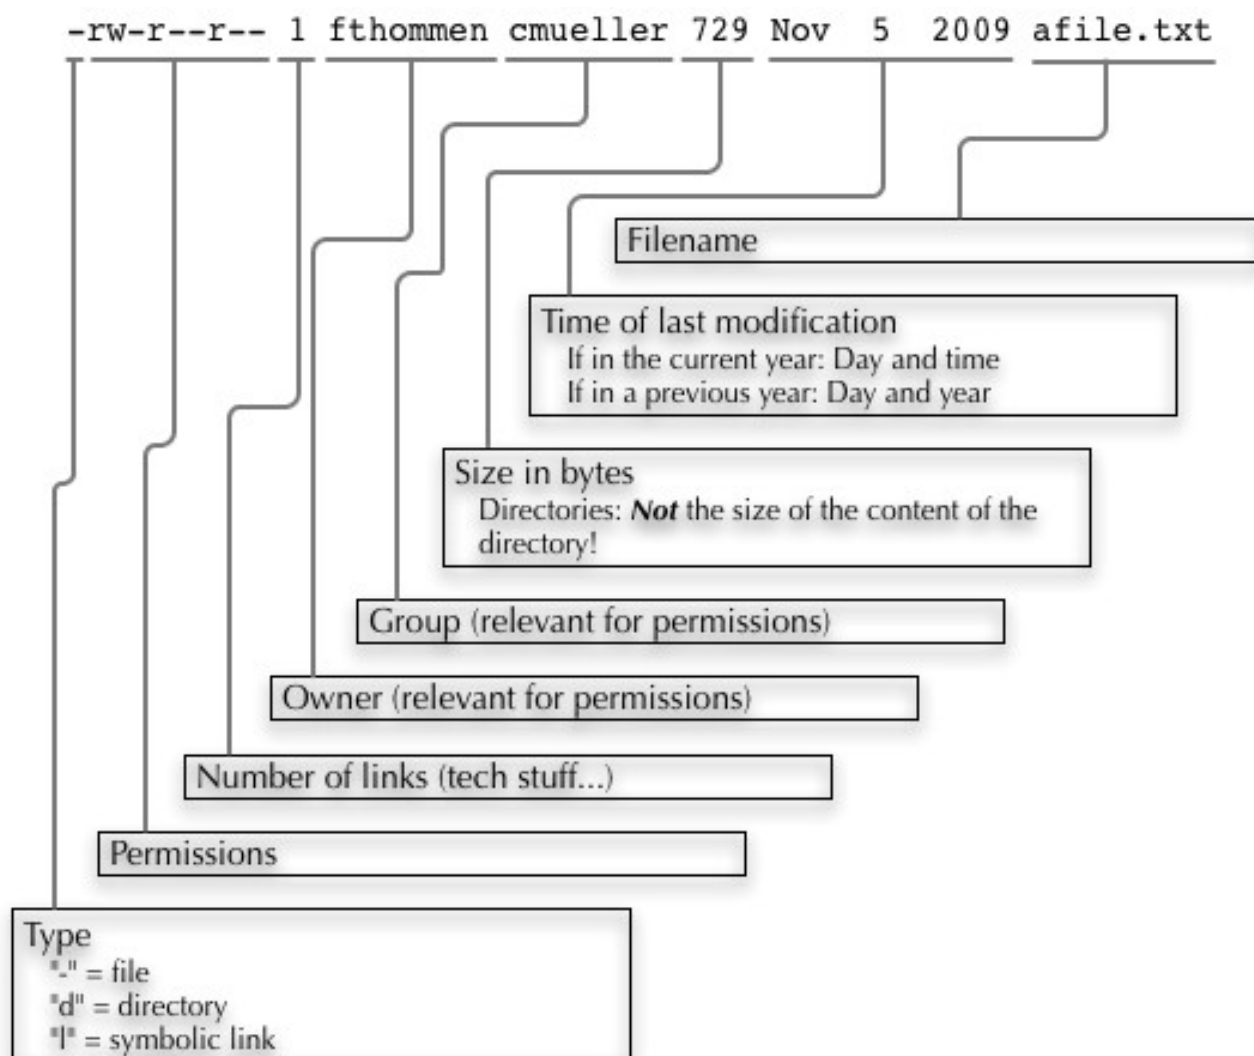 -rw-r--r-- 1 fthommen cmueller 729 Nov 5 2009 afile.txt
Filename
Time of last modification
If in the current year: Day and time
If in a previous year: Day and year
Size in bytes
Directories: Not the size of the content of the
directory!
Group (relevant for permissions)
Owner (relevant for permissions)
Number of links (tech stuff...)
Permissions
Type
"-" = file
"d" = directory
"l" = symbolic link